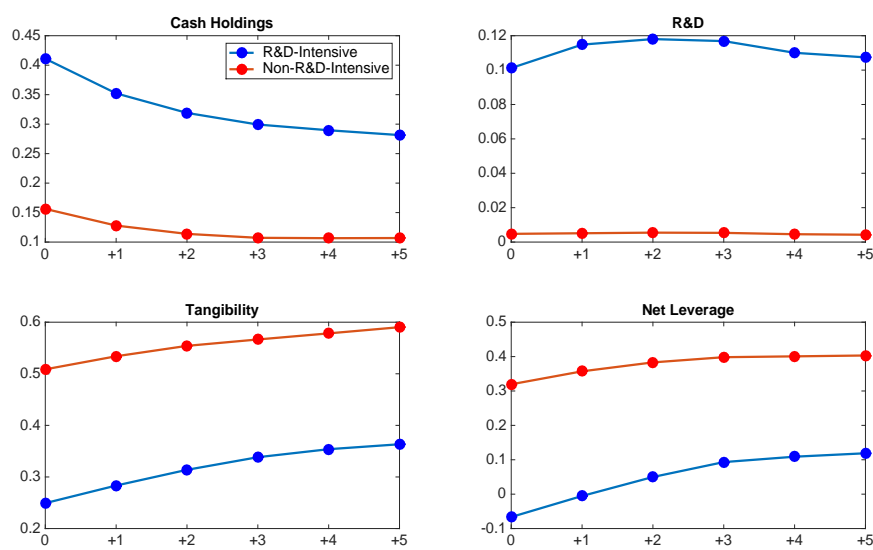 Cash Holdings
0.45
0.4
0.35
0.3
0.25
0.2
0.15
0.1
0 +1 +2 +3 +4 +5
R&D-Intensive
Non-R&D-Intensive
R&D
0.12
0.1
0.08
0.06
0.04
0.02
0
0 +1 +2 +3 +4 +5
Tangibility
0.6
0.5
0.4
0.3
0.2
0 +1 +2 +3 +4 +5
Net Leverage
0.5
0.4
0.3
0.2
0.1
0
-0.1
0 +1 +2 +3 +4 +5